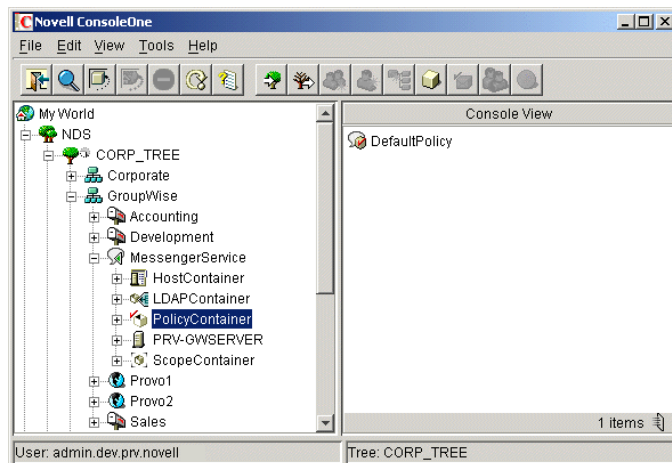 Novell ConsoleOne
File Edit View Tools Help
My World
NDS
CORP_TREE
Corporate
GroupWise
Accounting
Development
MessengerService
HostContainer
LDAPContainer
PolicyContainer
PRV-GWSERVER
ScopeContainer
Provo1
Provo2
Sales
Console View
DefaultPolicy
1 items
User: admin.dev.prv.novell
Tree: CORP_TREE